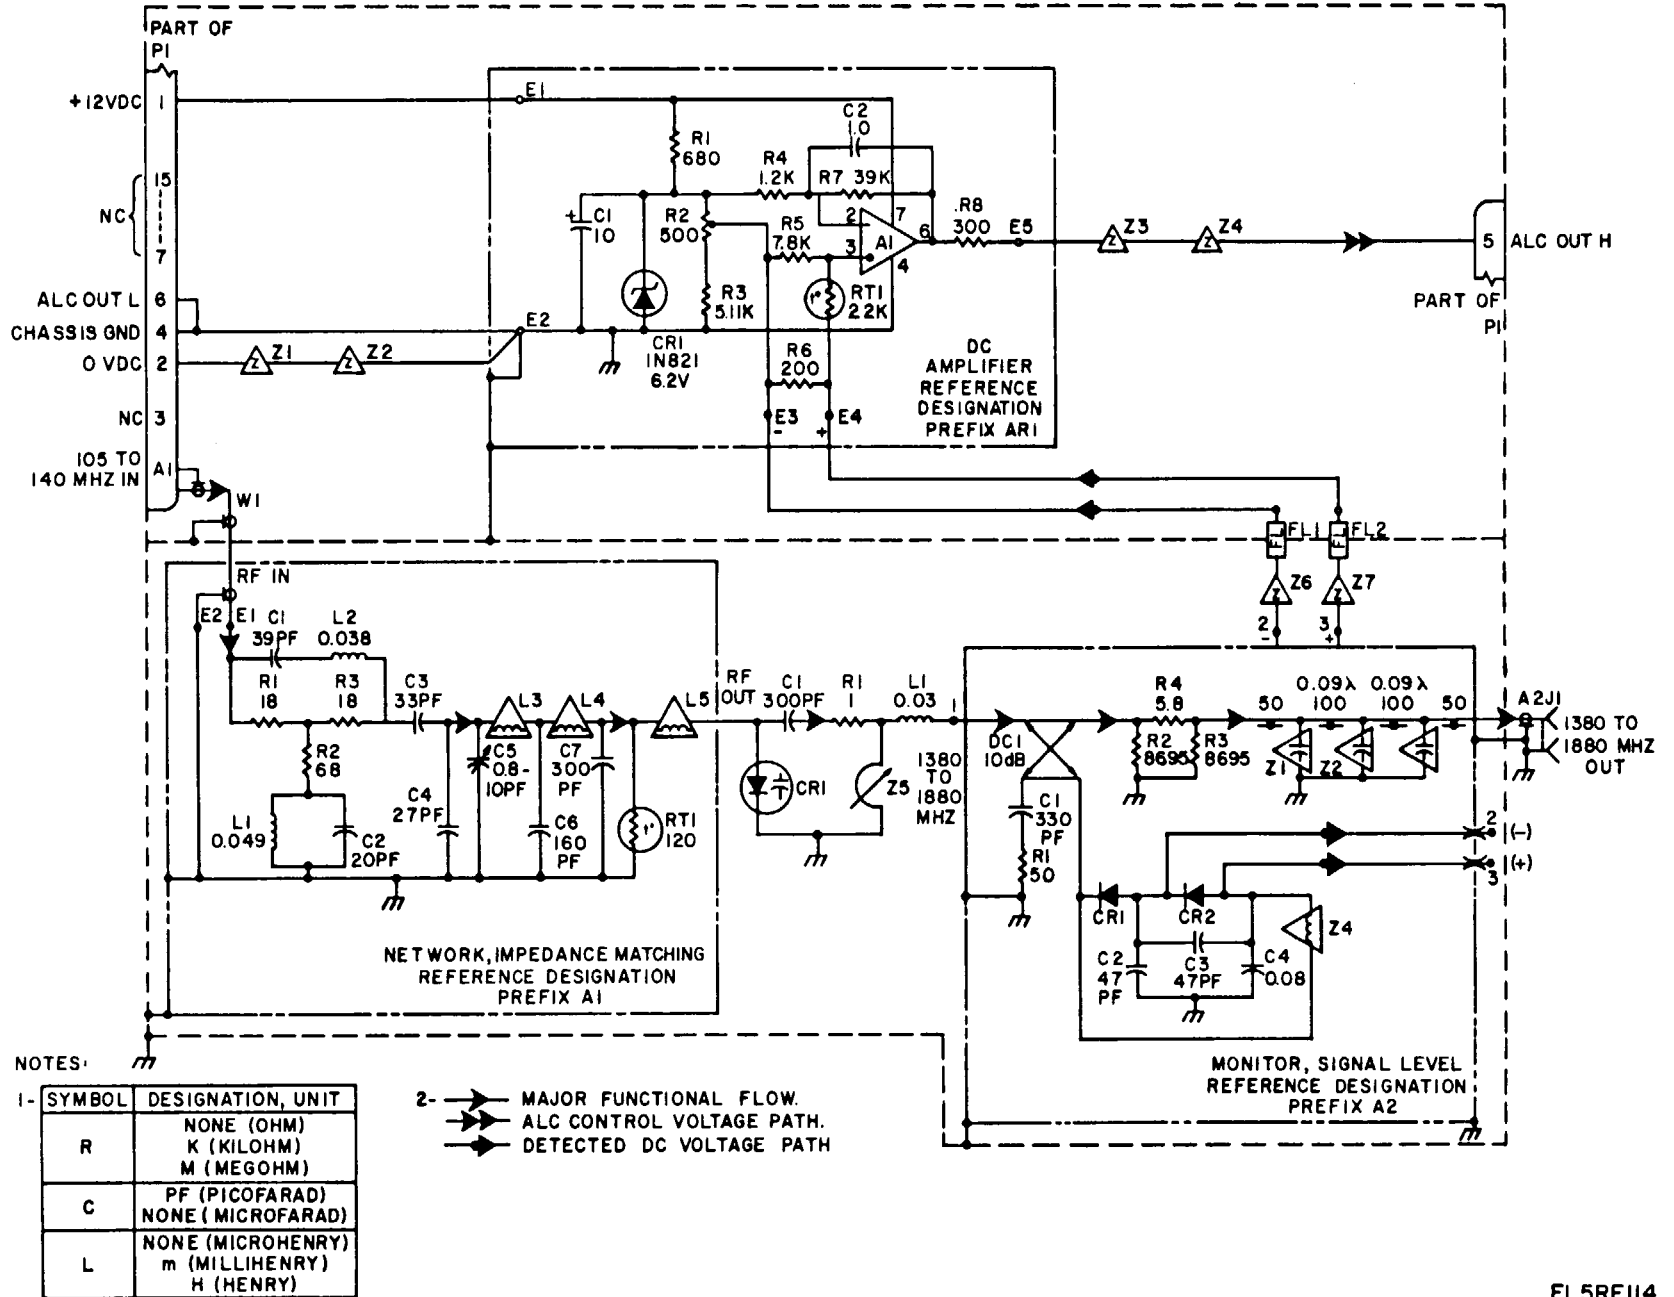 PART OF
P1
+12VDC 1
15
NC
7
ALC OUT L 6
CHASSIS GND 4
0 VDC 2
NC 3
105 TO
140 MHZ IN
A1
W1
Z1
Z2
E1
E2
R1
680
C1
10
R2
500
R3
5.11K
CR1
1N821
6.2V
R4
1.2K
C2
1.0
R7 39K
R5
7.8K
2
3
A1
7
6
4
RT1
2.2K
R6
200
.R8
300
E5
E3
-
E4
+
DC
AMPLIFIER
REFERENCE
DESIGNATION
PREFIX AR1
Z3
Z4
5 ALC OUT H
PART OF
P1
FL FL1
FL FL2
Z6
Z7
2
-
3
+
RF IN
E2
E1
C1
39PF
L2
0.038
R1
18
R3
18
R2
68
L1
0.049
C2
20PF
C3
33PF
C4
27PF
C5
0.8-
10PF
L3
L4
L5
C6
160
PF
C7
300
PF
RT1
120
NETWORK, IMPEDANCE MATCHING
REFERENCE DESIGNATION
PREFIX A1
RF
OUT
C1
300PF
R1
1
L1
0.03
1
CR1
Z5
1380
TO
1880
MHZ
DC1
10dB
C1
330
PF
R1
50
R4
5.8
R2
8695
R3
8695
50
0.09λ
100
0.09λ
100
50
Z1
Z2
A2J1
1380 TO
1880 MHZ
OUT
2 (-)
3 (+)
CR1
CR2
C2
47
PF
C3
47PF
C4
0.08
Z4
MONITOR, SIGNAL LEVEL
REFERENCE DESIGNATION
PREFIX A2
NOTES:
1-
SYMBOL DESIGNATION, UNIT
R
NONE (OHM)
K (KILOHM)
M (MEGOHM)
C
PF (PICOFARAD)
NONE (MICROFARAD)
L
NONE (MICROHENRY)
m (MILLIHENRY)
H (HENRY)
2- MAJOR FUNCTIONAL FLOW.
ALC CONTROL VOLTAGE PATH.
DETECTED DC VOLTAGE PATH
EL5RE114